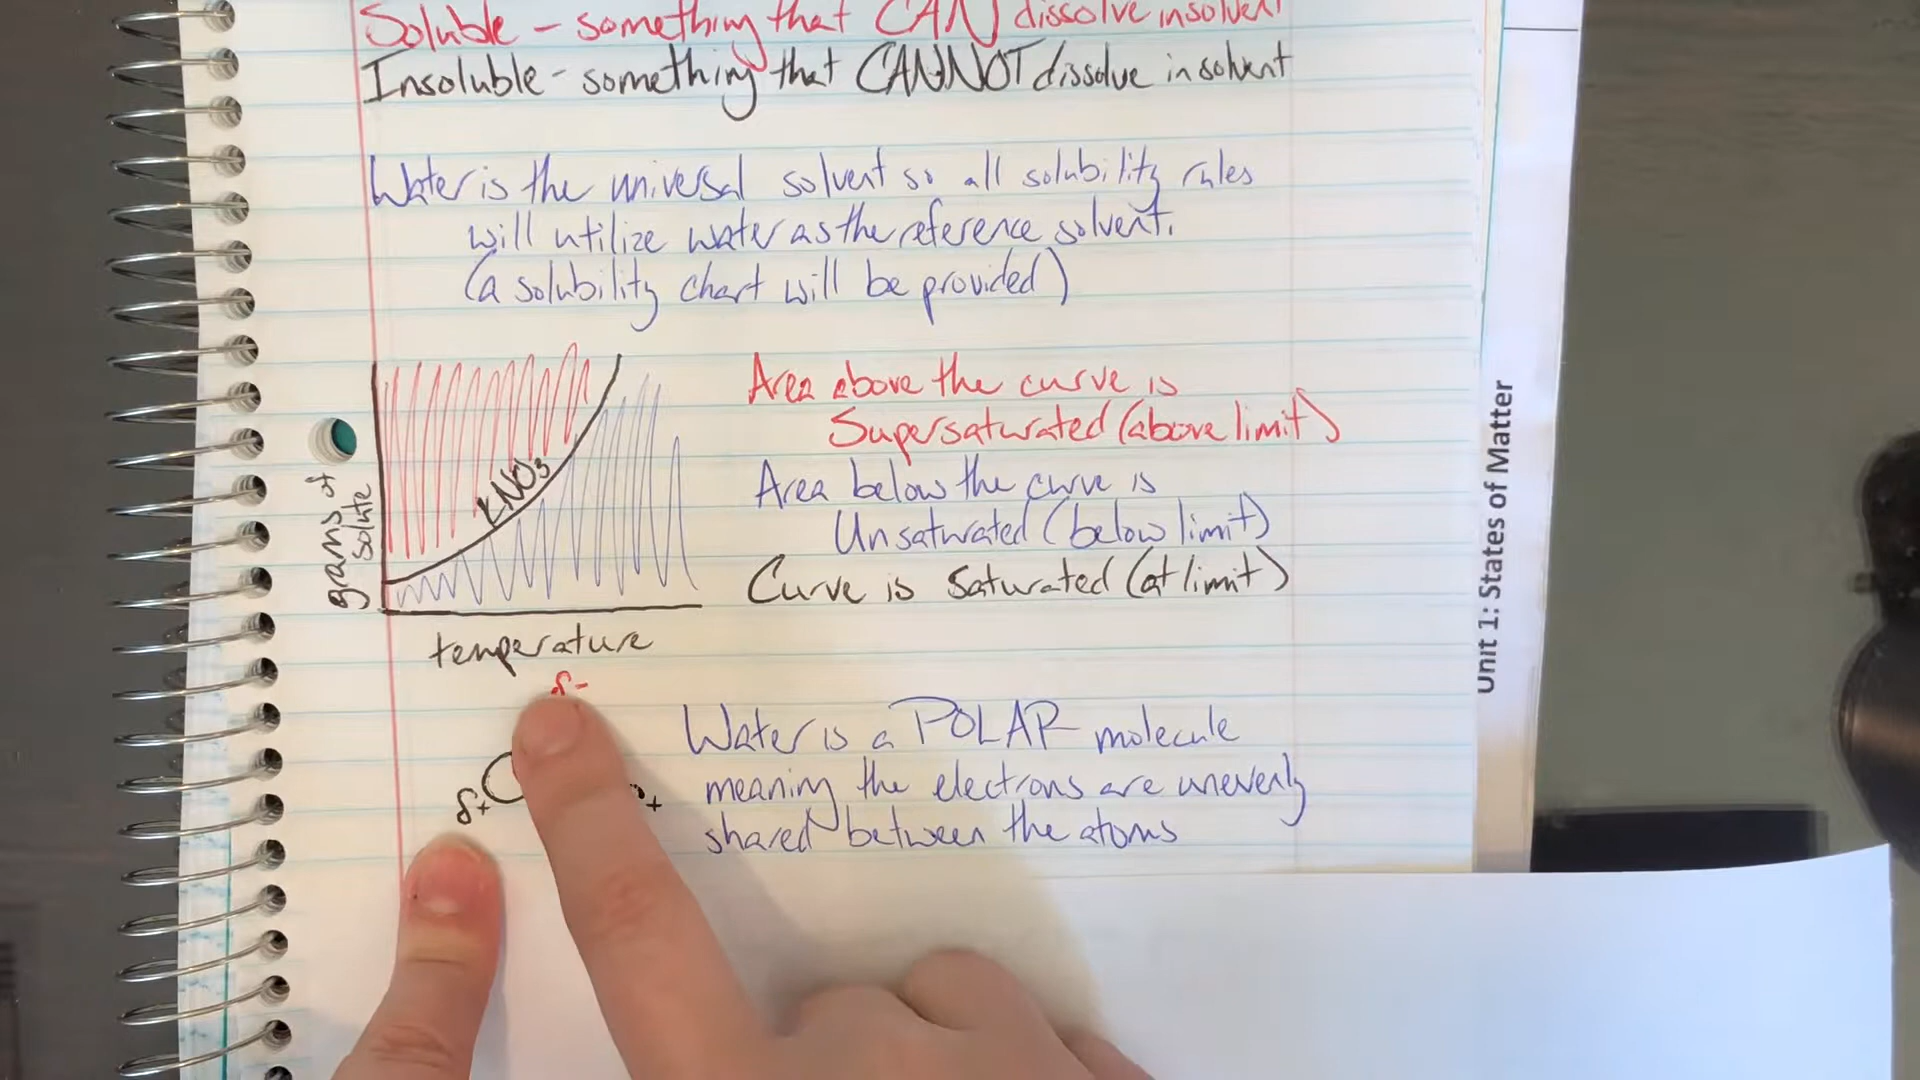 Soluble - something that CAN dissolve in solvent
Insoluble - something that CANNOT dissolve in solvent
Water is the universal solvent so all solubility rules
will utilize water as the reference solvent.
(a solubility chart will be provided)
grams of
solute
KNO3
temperature
Area above the curve is
Supersaturated (above limit)
Area below the curve is
Unsaturated (below limit)
Curve is Saturated (at limit)
δ-
δ+
+
Water is a POLAR molecule
meaning the electrons are unevenly
shared between the atoms
Unit 1: States of Matter